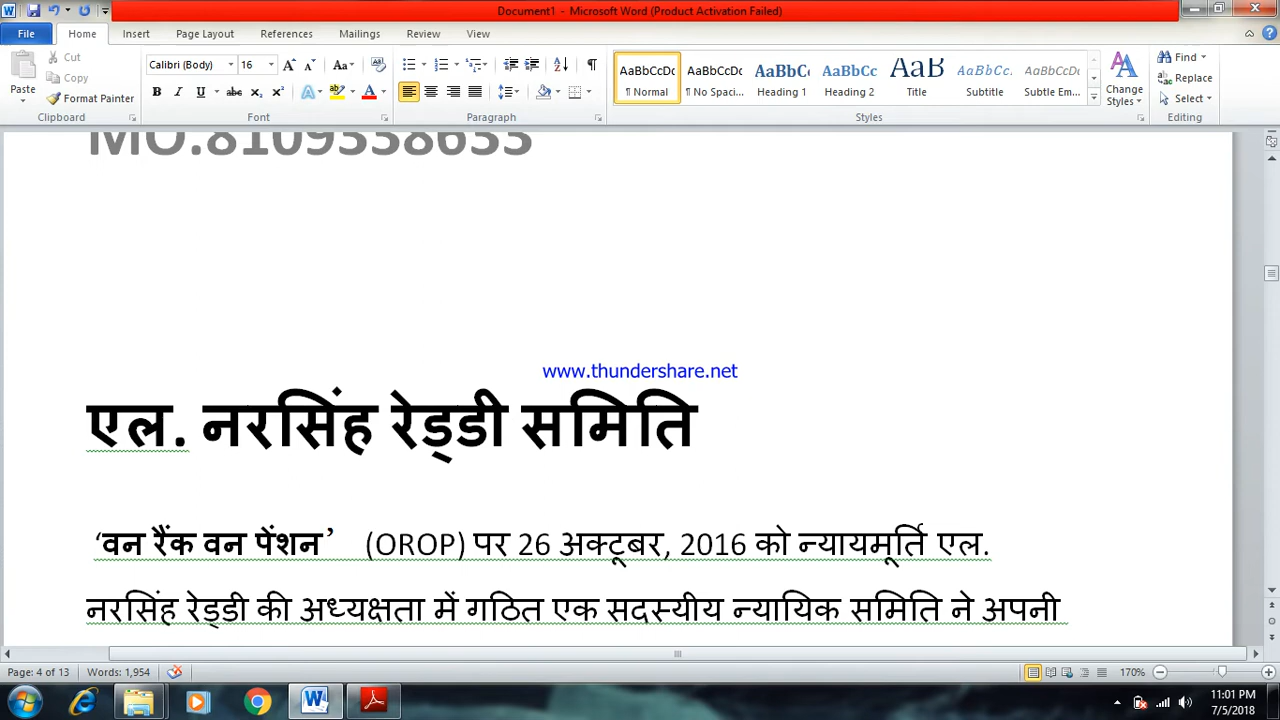 Document1 - Microsoft Word (Product Activation Failed)
File Home Insert Page Layout References Mailings Review View
Cut
Copy
Format Painter
Paste
Clipboard
Calibri (Body) 16
Font
Paragraph
AaBbCcDc AaBbCcDc AaBbCc AaBbCc AaB AaBbCc. AaBbCcDc
¶ Normal ¶ No Spaci... Heading 1 Heading 2 Title Subtitle Subtle Em...
Change Styles
Styles
Find
Replace
Select
Editing
MO.8109338633
www.thundershare.net
एल. नरसिंह रेड्डी समिति
‘वन रैंक वन पेंशन’ (OROP) पर 26 अक्टूबर, 2016 को न्यायमूर्ति एल.
नरसिंह रेड्डी की अध्यक्षता में गठित एक सदस्यीय न्यायिक समिति ने अपनी
Page: 4 of 13 Words: 1,954 170%
11:01 PM
7/5/2018